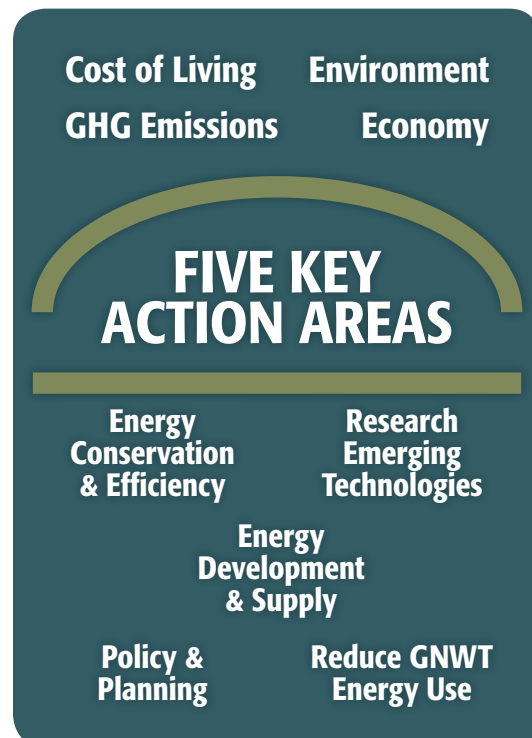 Cost of Living Environment
GHG Emissions Economy
FIVE KEY
ACTION AREAS
Energy
Conservation
& Efficiency
Research
Emerging
Technologies
Energy
Development
& Supply
Policy &
Planning
Reduce GNWT
Energy Use